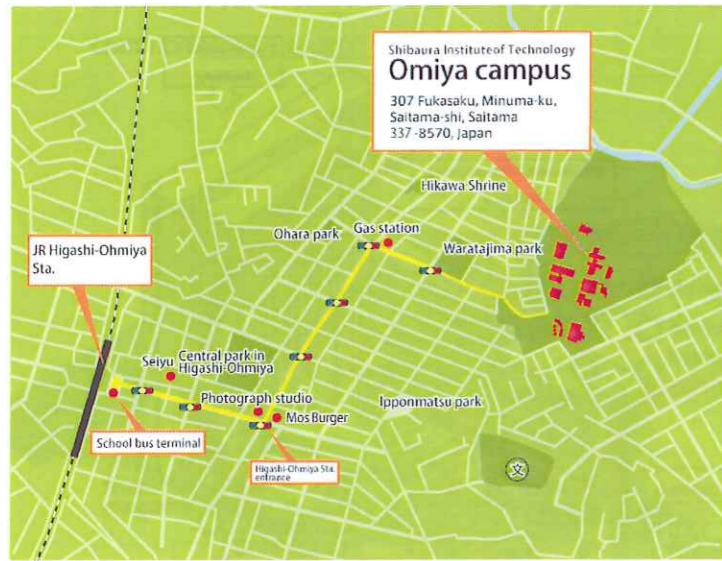 Shibaura Instituteof Technology
Omiya campus
307 Fukasaku, Minuma-ku,
Saitama-shi, Saitama
337-8570, Japan
Hikawa Shrine
Ohara park
Gas station
Waratajima park
JR Higashi-Ohmiya
Sta.
Seiyu
Central park in
Higashi-Ohmiya
Photograph studio
Mos Burger
Ipponmatsu park
School bus terminal
Higashi-Ohmiya Sta.
entrance
文